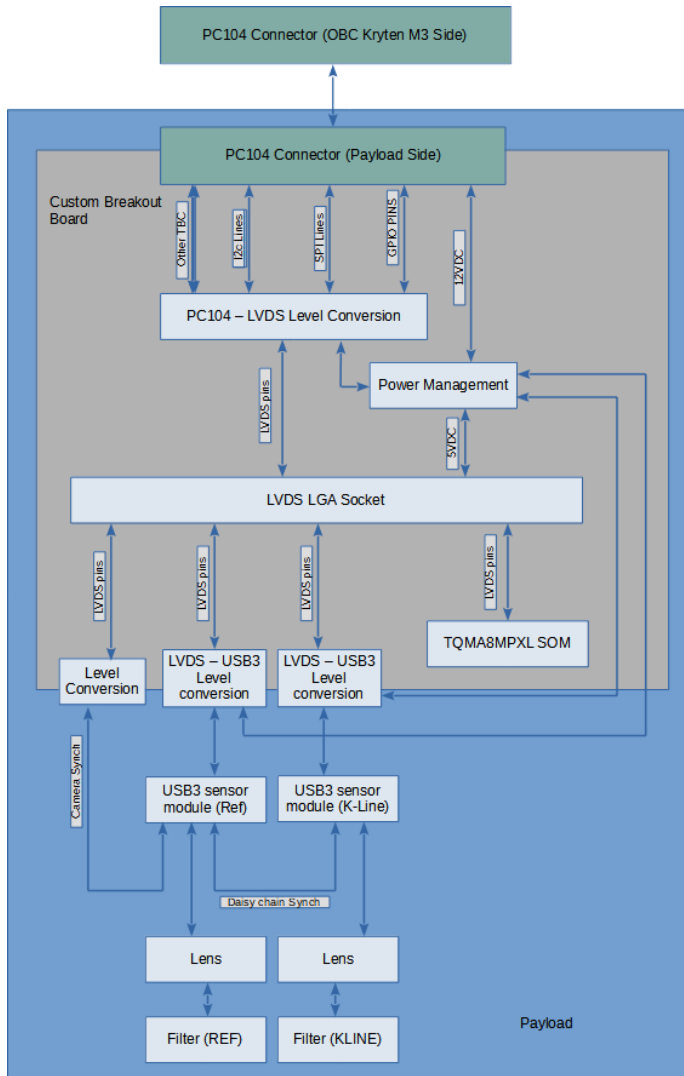 PC104 Connector (OBC Kryten M3 Side)
PC104 Connector (Payload Side)
Custom Breakout
Board
Other TBC
I2c Lines
SPI Lines
GPIO PINS
12VDC
PC104 – LVDS Level Conversion
Power Management
LVDS pins
5VDC
LVDS LGA Socket
LVDS pins
LVDS pins
LVDS pins
LVDS pins
TQMA8MPXL SOM
Level
Conversion
LVDS – USB3
Level
conversion
LVDS – USB3
Level
conversion
Camera Synch
USB3 sensor
module (Ref)
USB3 sensor
module (K-Line)
Daisy chain Synch
Lens
Lens
Filter (REF)
Filter (KLINE)
Payload